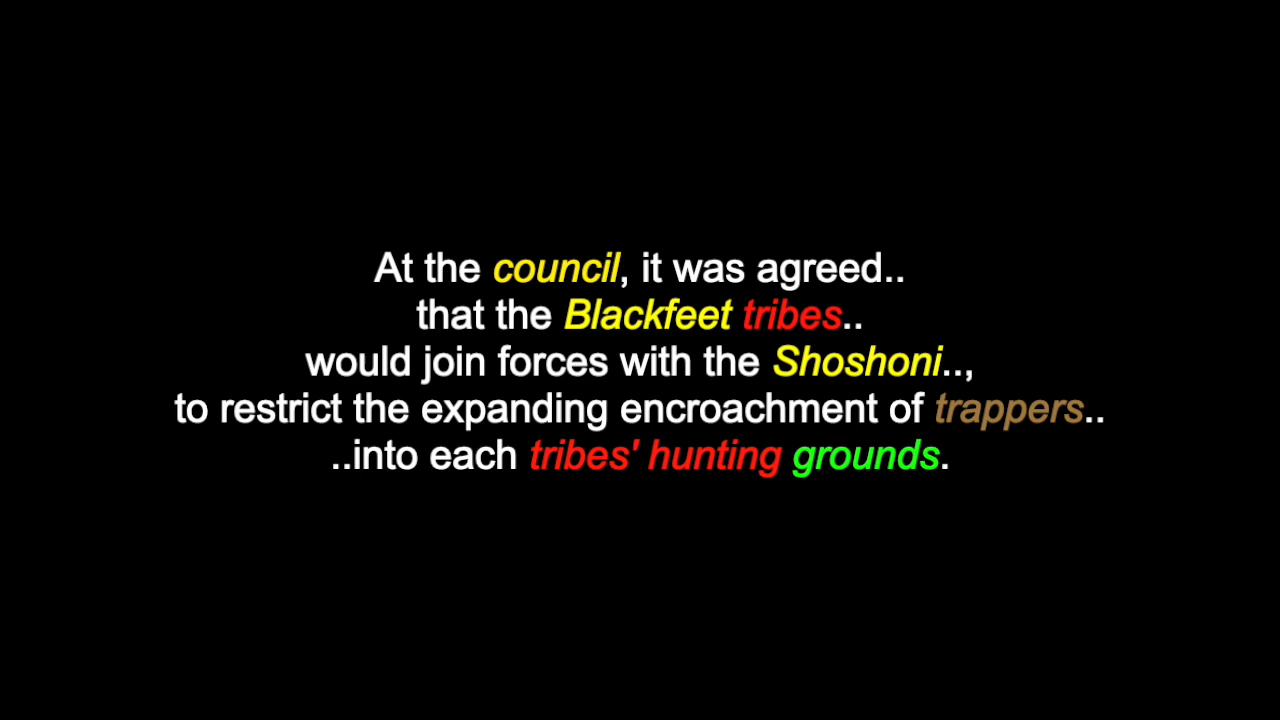 At the council, it was agreed..
that the Blackfeet tribes..
would join forces with the Shoshoni..,
to restrict the expanding encroachment of trappers..
..into each tribes' hunting grounds.